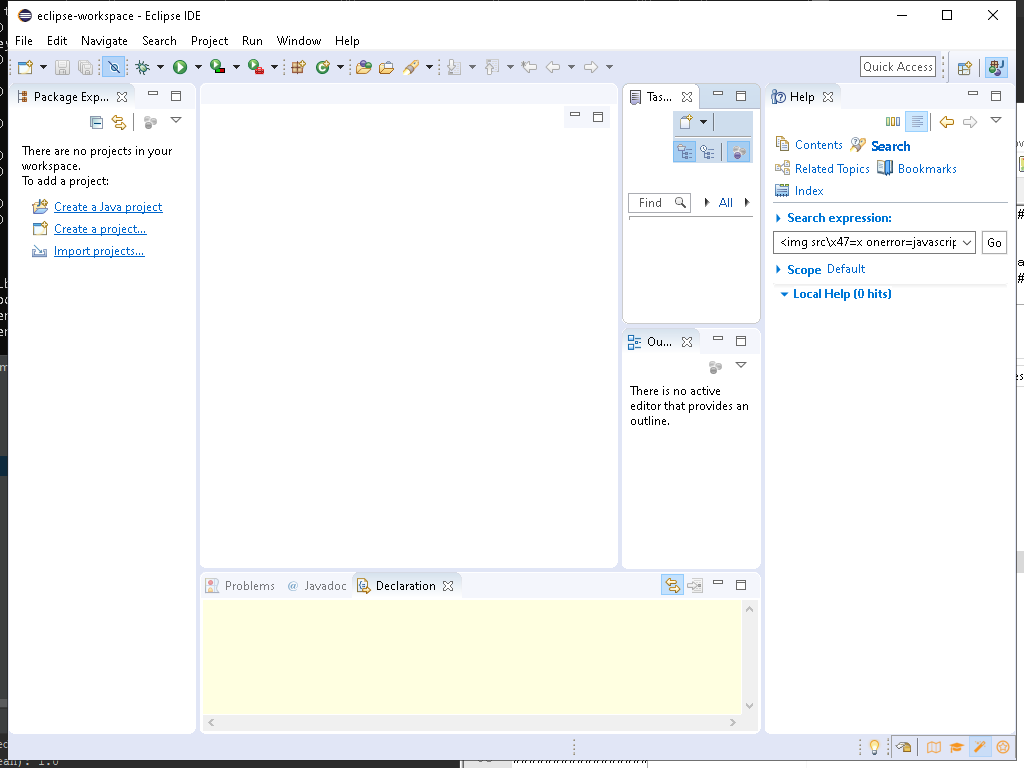 eclipse-workspace - Eclipse IDE
File Edit Navigate Search Project Run Window Help
Quick Access
Package Exp...
There are no projects in your
workspace.
To add a project:
Create a Java project
Create a project...
Import projects...
Tas...
Find
All
Ou...
There is no active
editor that provides an
outline.
Help
Contents Search
Related Topics Bookmarks
Index
Search expression:
<img src\x47=x onerror=javascrip Go
Scope Default
Local Help (0 hits)
Problems @ Javadoc Declaration